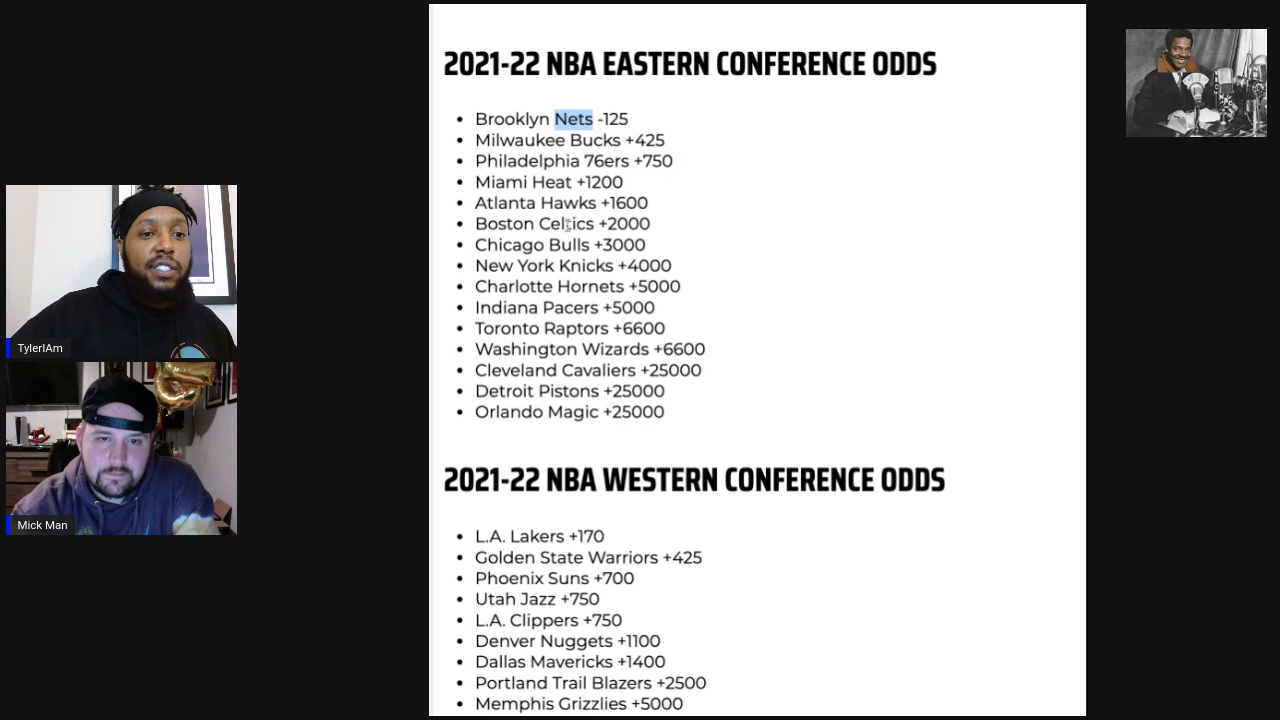 2021-22 NBA EASTERN CONFERENCE ODDS
Brooklyn Nets -125
Milwaukee Bucks +425
Philadelphia 76ers +750
Miami Heat +1200
Atlanta Hawks +1600
Boston Celtics +2000
Chicago Bulls +3000
New York Knicks +4000
Charlotte Hornets +5000
Indiana Pacers +5000
Toronto Raptors +6600
Washington Wizards +6600
Cleveland Cavaliers +25000
Detroit Pistons +25000
Orlando Magic +25000
2021-22 NBA WESTERN CONFERENCE ODDS
L.A. Lakers +170
Golden State Warriors +425
Phoenix Suns +700
Utah Jazz +750
L.A. Clippers +750
Denver Nuggets +1100
Dallas Mavericks +1400
Portland Trail Blazers +2500
Memphis Grizzlies +5000
TylerIAm
Mick Man